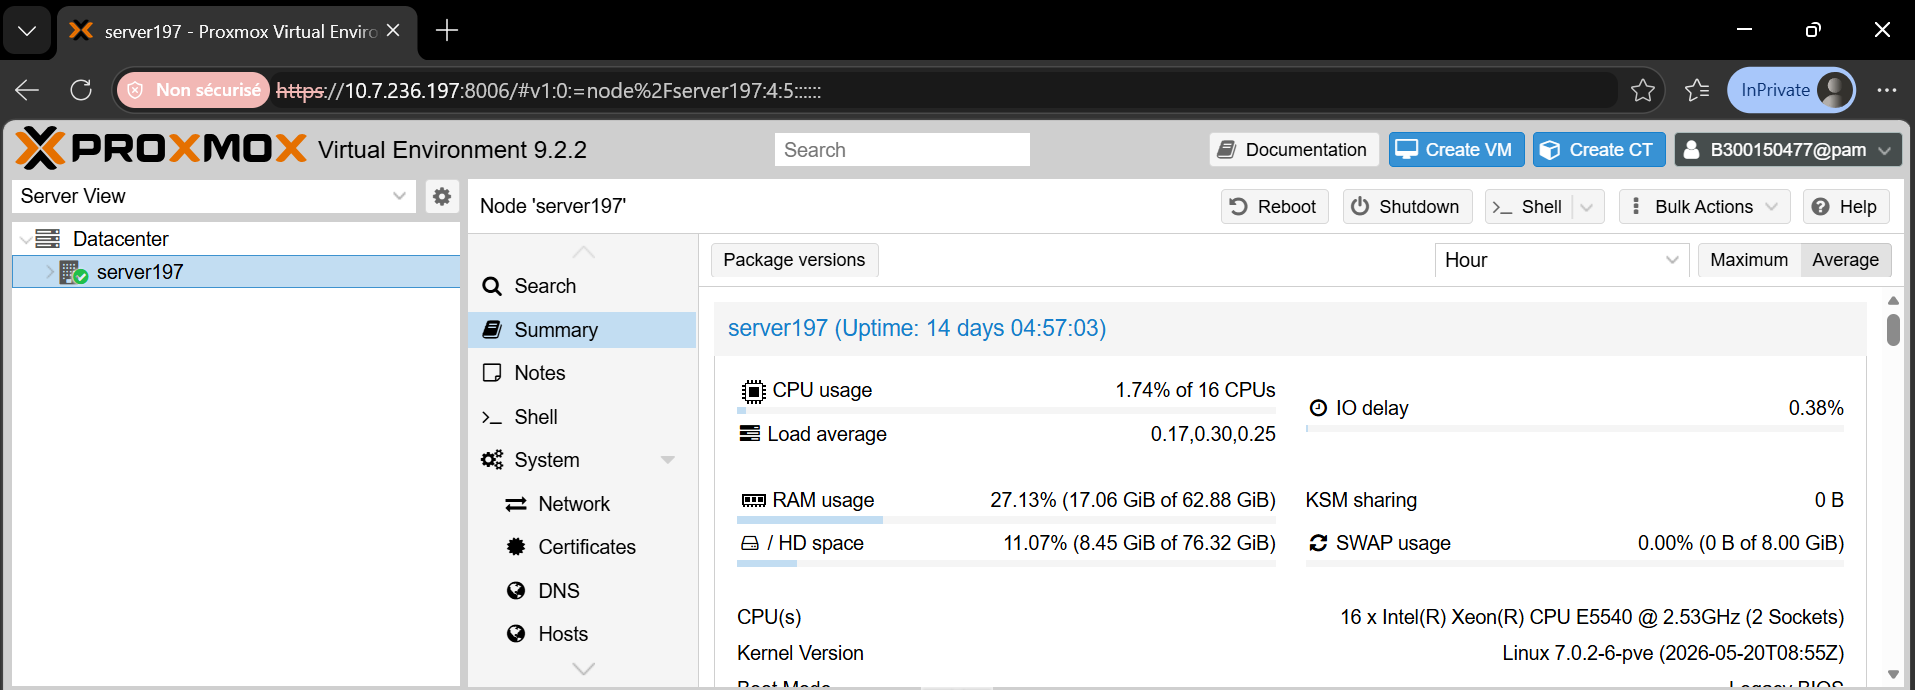 server197 - Proxmox Virtual Enviro
Non sécurisé https://10.7.236.197:8006/#v1:0:=node%2Fserver197:4:5:::::: InPrivate
PROXMOX Virtual Environment 9.2.2 Search Documentation Create VM Create CT B300150477@pam
Server View
Node 'server197' Reboot Shutdown Shell Bulk Actions Help
Datacenter
server197
Search
Summary
Notes
Shell
System
Network
Certificates
DNS
Hosts
Package versions Hour Maximum Average
server197 (Uptime: 14 days 04:57:03)
CPU usage 1.74% of 16 CPUs
IO delay 0.38%
Load average 0.17,0.30,0.25
RAM usage 27.13% (17.06 GiB of 62.88 GiB)
KSM sharing 0 B
/ HD space 11.07% (8.45 GiB of 76.32 GiB)
SWAP usage 0.00% (0 B of 8.00 GiB)
CPU(s) 16 x Intel(R) Xeon(R) CPU E5540 @ 2.53GHz (2 Sockets)
Kernel Version Linux 7.0.2-6-pve (2026-05-20T08:55Z)
Boot Mode Legacy BIOS